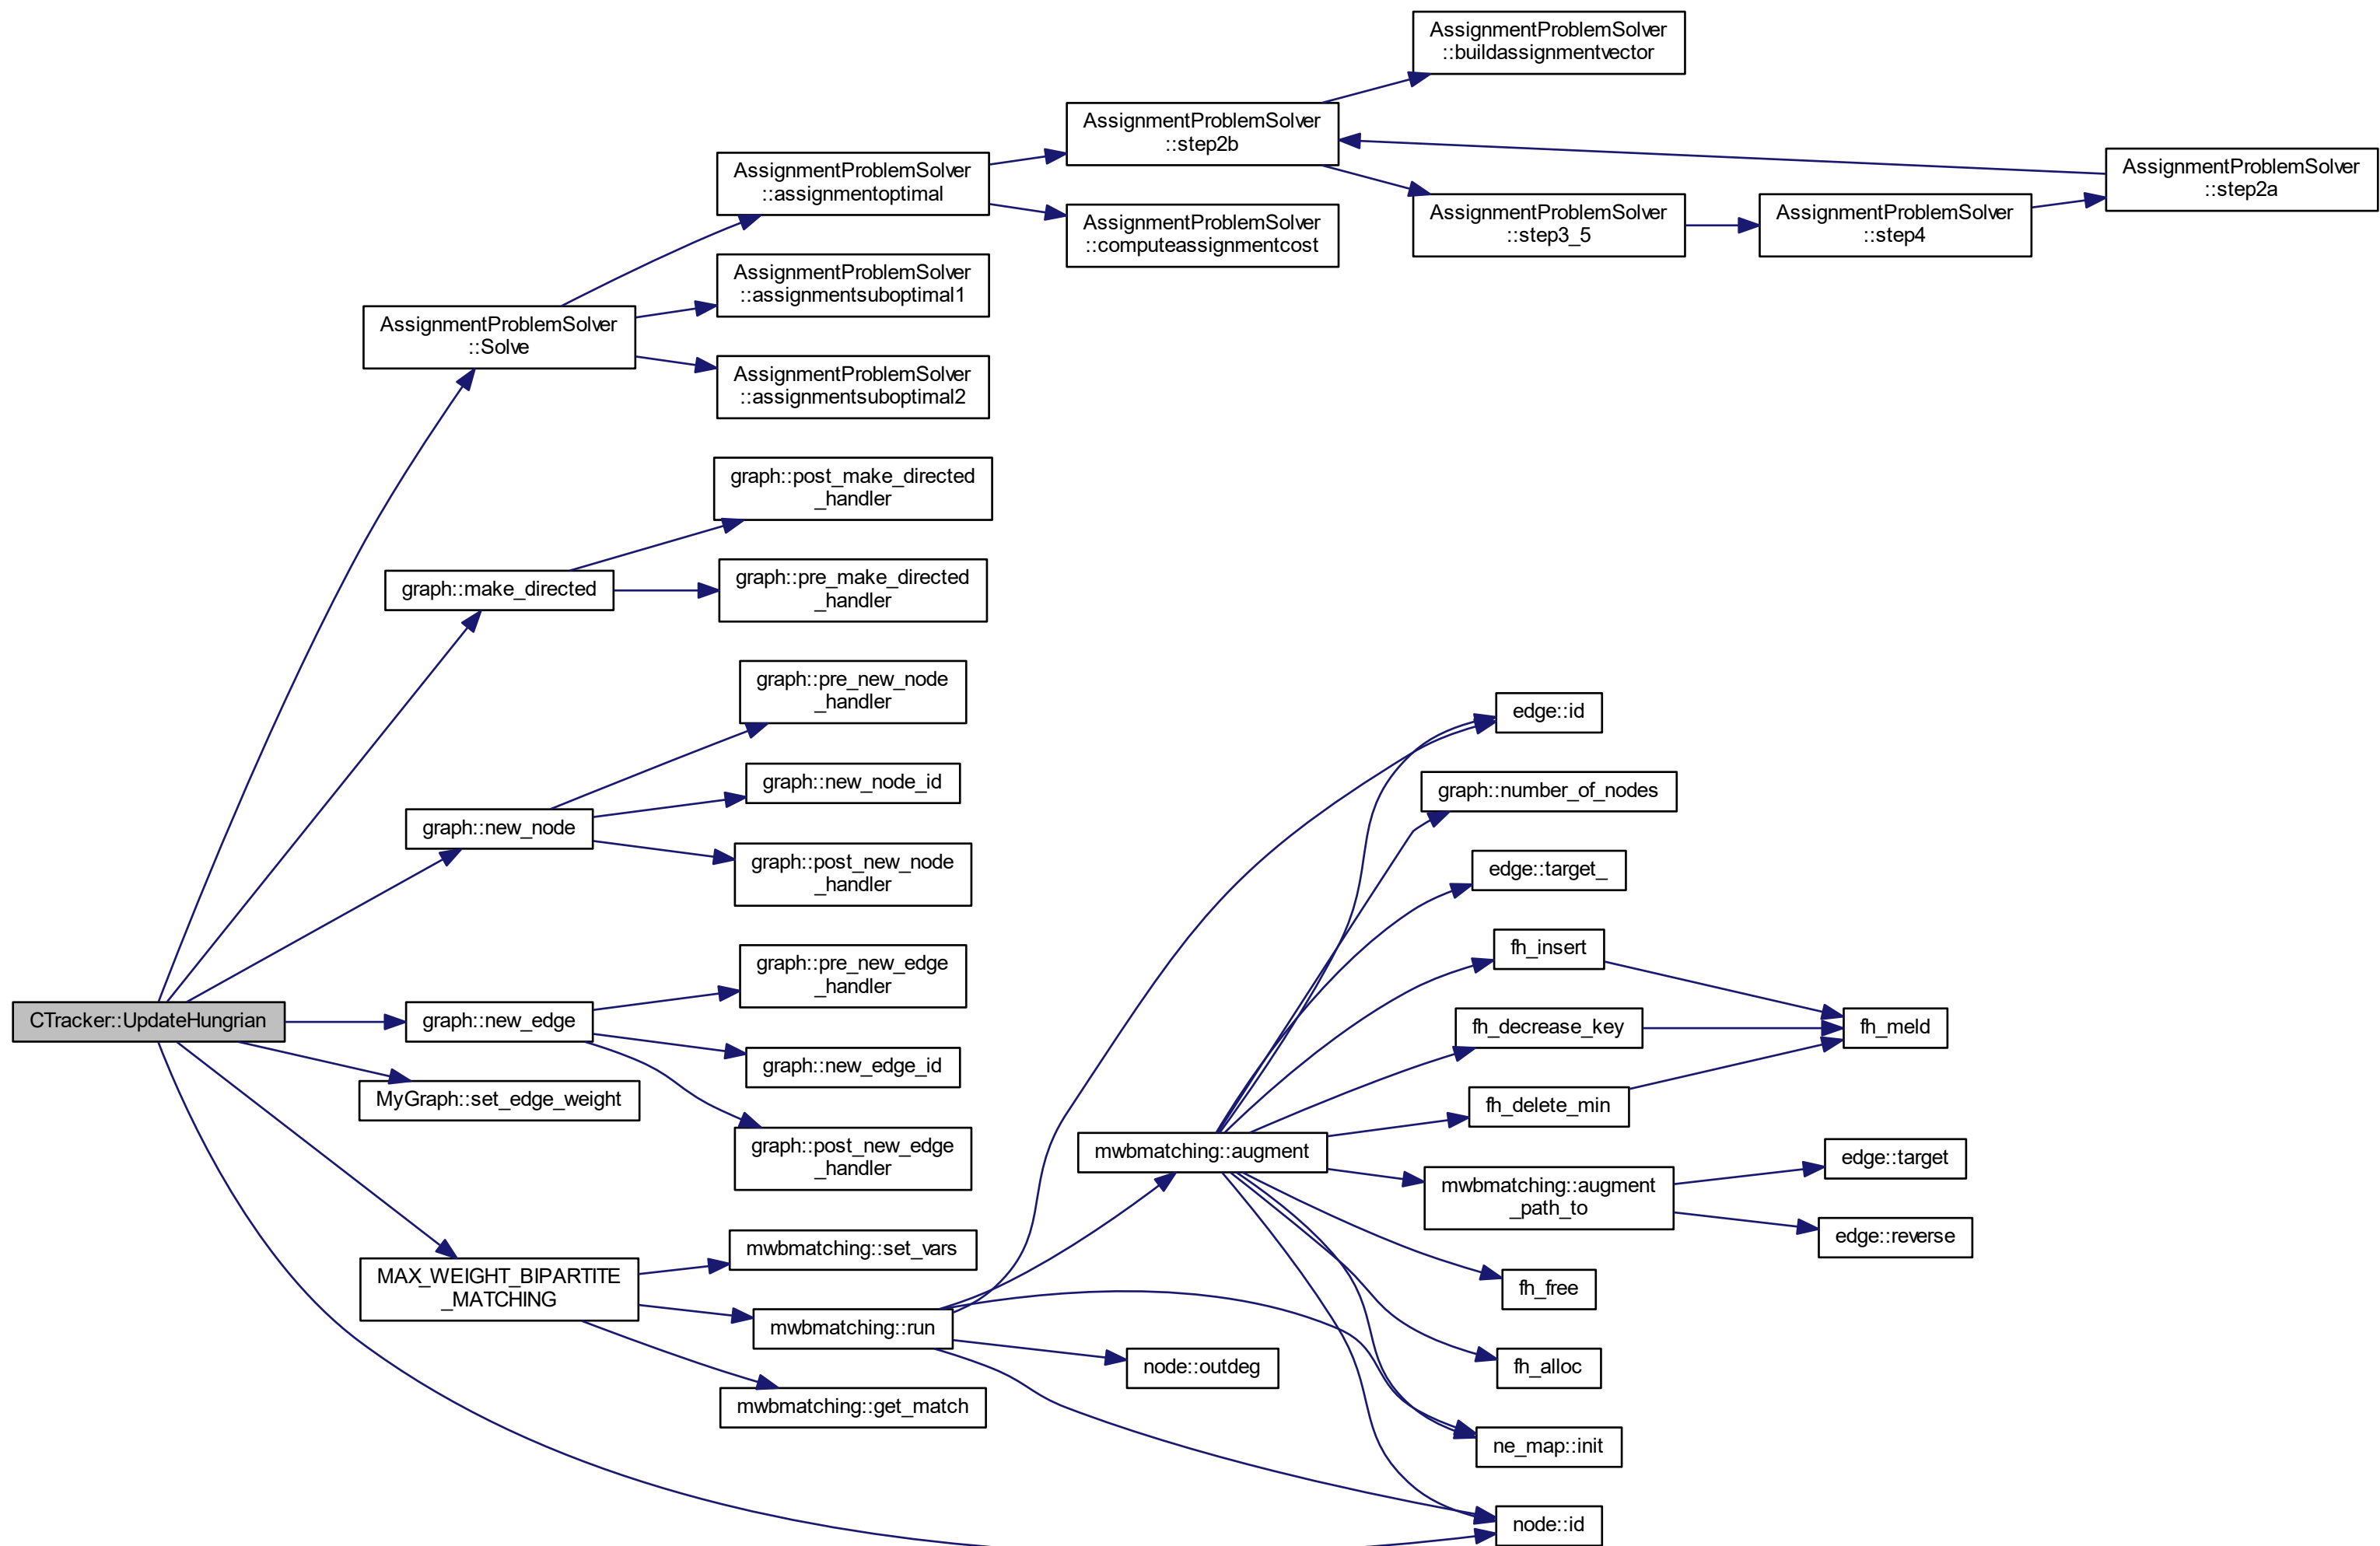 CTracker::UpdateHungrian
AssignmentProblemSolver
::Solve
graph::make_directed
graph::new_node
graph::new_edge
MyGraph::set_edge_weight
MAX_WEIGHT_BIPARTITE
_MATCHING
AssignmentProblemSolver
::assignmentoptimal
AssignmentProblemSolver
::assignmentsuboptimal1
AssignmentProblemSolver
::assignmentsuboptimal2
graph::post_make_directed
_handler
graph::pre_make_directed
_handler
graph::pre_new_node
_handler
graph::new_node_id
graph::post_new_node
_handler
graph::pre_new_edge
_handler
graph::new_edge_id
graph::post_new_edge
_handler
mwbmatching::set_vars
mwbmatching::run
mwbmatching::get_match
AssignmentProblemSolver
::step2b
AssignmentProblemSolver
::computeassignmentcost
mwbmatching::augment
node::outdeg
AssignmentProblemSolver
::buildassignmentvector
AssignmentProblemSolver
::step3_5
edge::id
graph::number_of_nodes
edge::target_
fh_insert
fh_decrease_key
fh_delete_min
mwbmatching::augment
_path_to
fh_free
fh_alloc
ne_map::init
node::id
AssignmentProblemSolver
::step4
fh_meld
edge::target
edge::reverse
AssignmentProblemSolver
::step2a